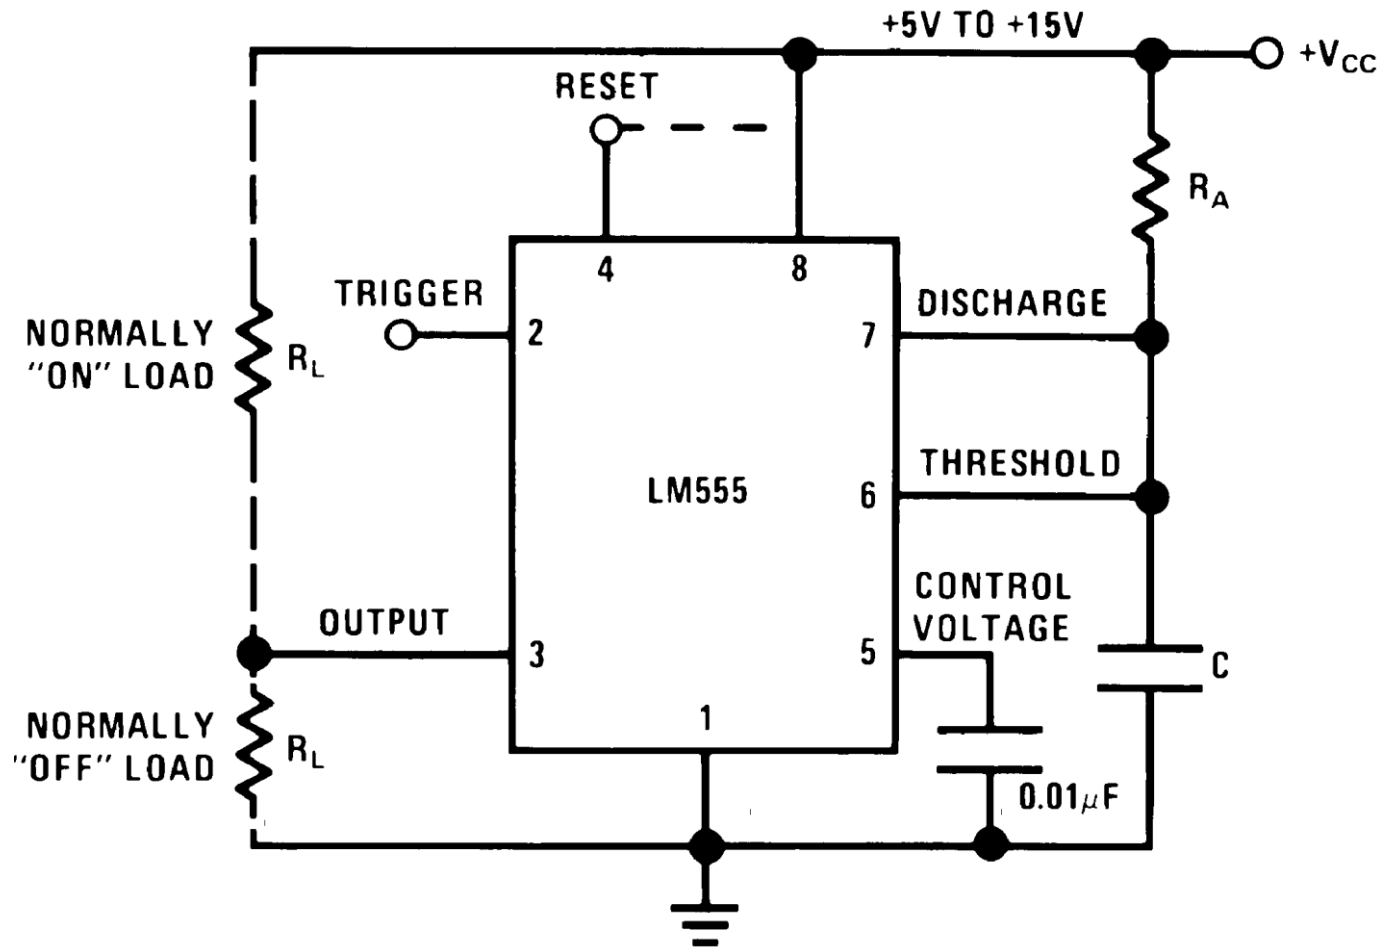 +5V TO +15V
+VCC
RESET
RA
4
8
TRIGGER
DISCHARGE
NORMALLY
"ON" LOAD
RL
2
7
THRESHOLD
LM555
6
CONTROL
VOLTAGE
OUTPUT
3
5
C
NORMALLY
"OFF" LOAD
RL
1
0.01μF